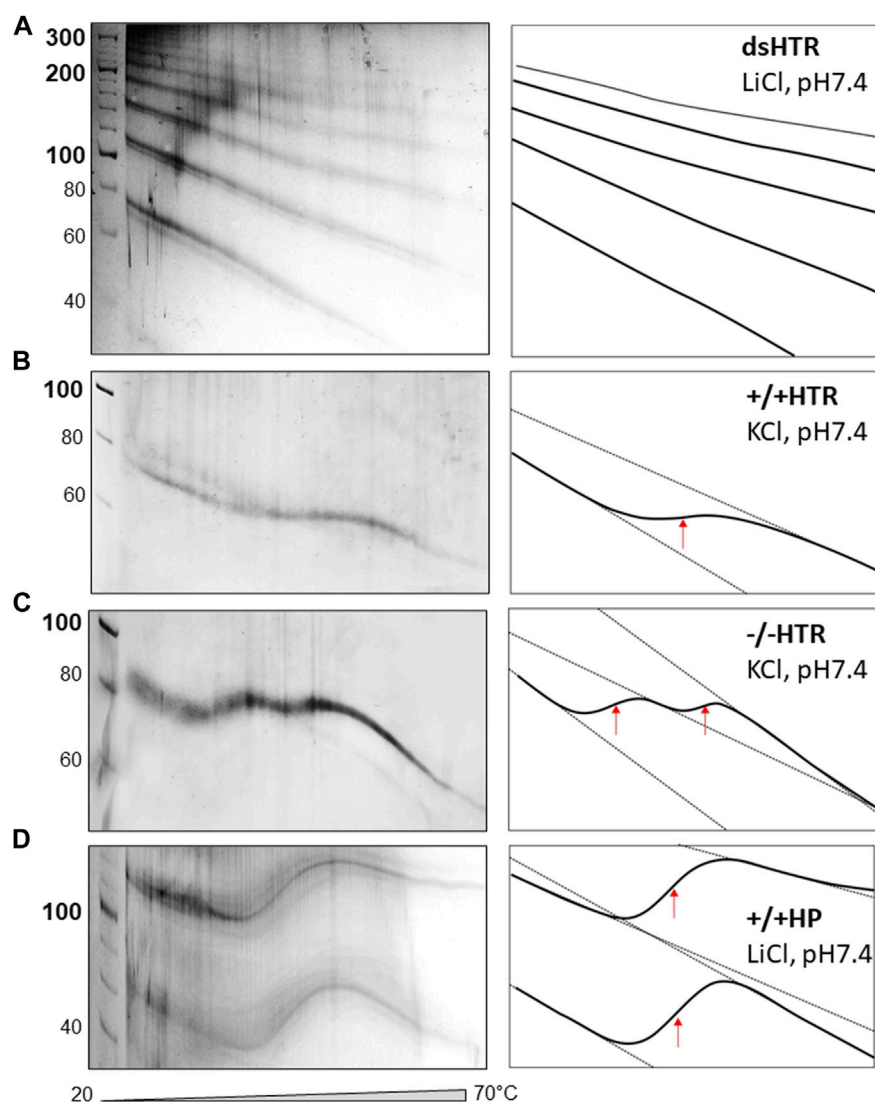 A
300
200
100
80
60
40
dsHTR
LiCl, pH7.4
B
100
80
60
+/+HTR
KCl, pH7.4
C
100
80
60
-/-HTR
KCl, pH7.4
D
100
40
+/+HP
LiCl, pH7.4
20
70°C